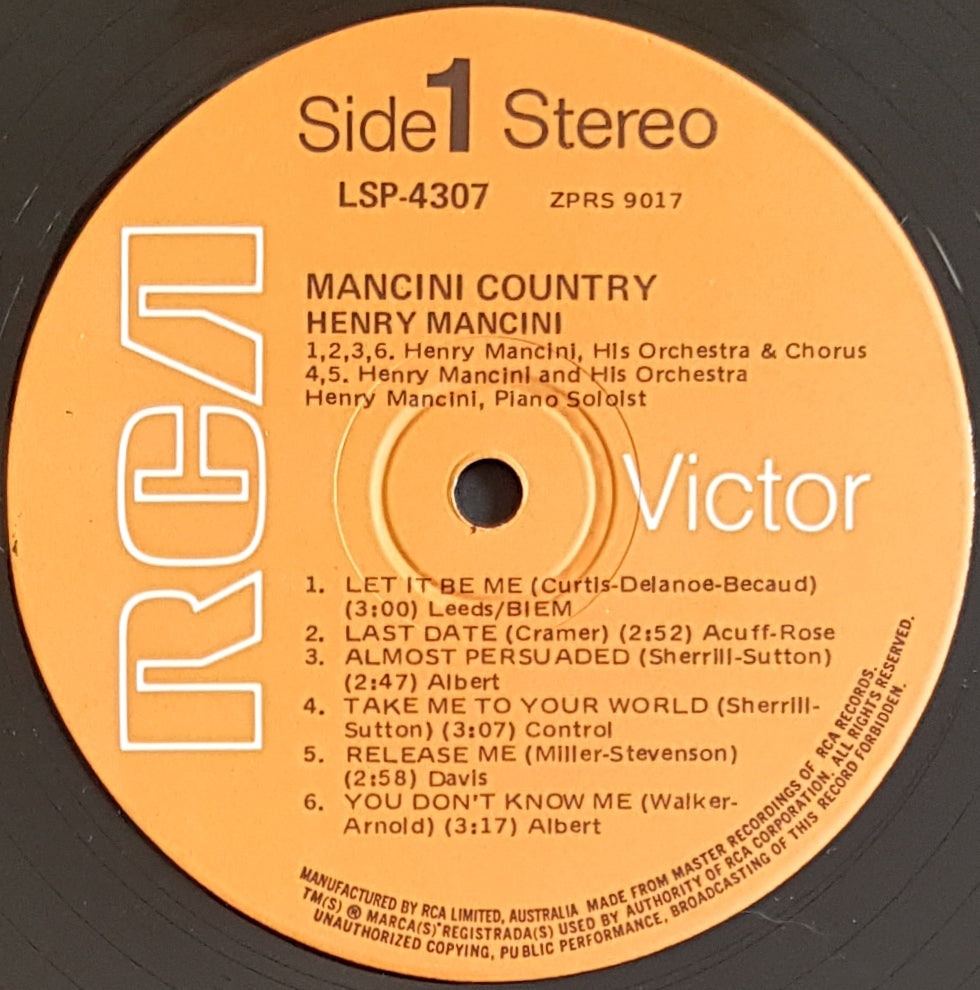 Side 1 Stereo
LSP-4307 ZPRS 9017
RCA
MANCINI COUNTRY
HENRY MANCINI
1,2,3,6. Henry Mancini, His Orchestra & Chorus
4,5. Henry Mancini and His Orchestra
Henry Mancini, Piano Soloist
Victor
1. LET IT BE ME (Curtis-Delanoe-Becaud)
(3:00) Leeds/BIEM
2. LAST DATE (Cramer) (2:52) Acuff-Rose
3. ALMOST PERSUADED (Sherrill-Sutton)
(2:47) Albert
4. TAKE ME TO YOUR WORLD (Sherrill-
Sutton) (3:07) Control
5. RELEASE ME (Miller-Stevenson)
(2:58) Davis
6. YOU DON'T KNOW ME (Walker-
Arnold) (3:17) Albert
MANUFACTURED BY RCA LIMITED, AUSTRALIA MADE FROM MASTER RECORDINGS OF RCA RECORDS.
TM(S) ® MARCA(S) REGISTRADA(S) USED BY AUTHORITY OF RCA CORPORATION. ALL RIGHTS RESERVED.
UNAUTHORIZED COPYING, PUBLIC PERFORMANCE, BROADCASTING OF THIS RECORD FORBIDDEN.